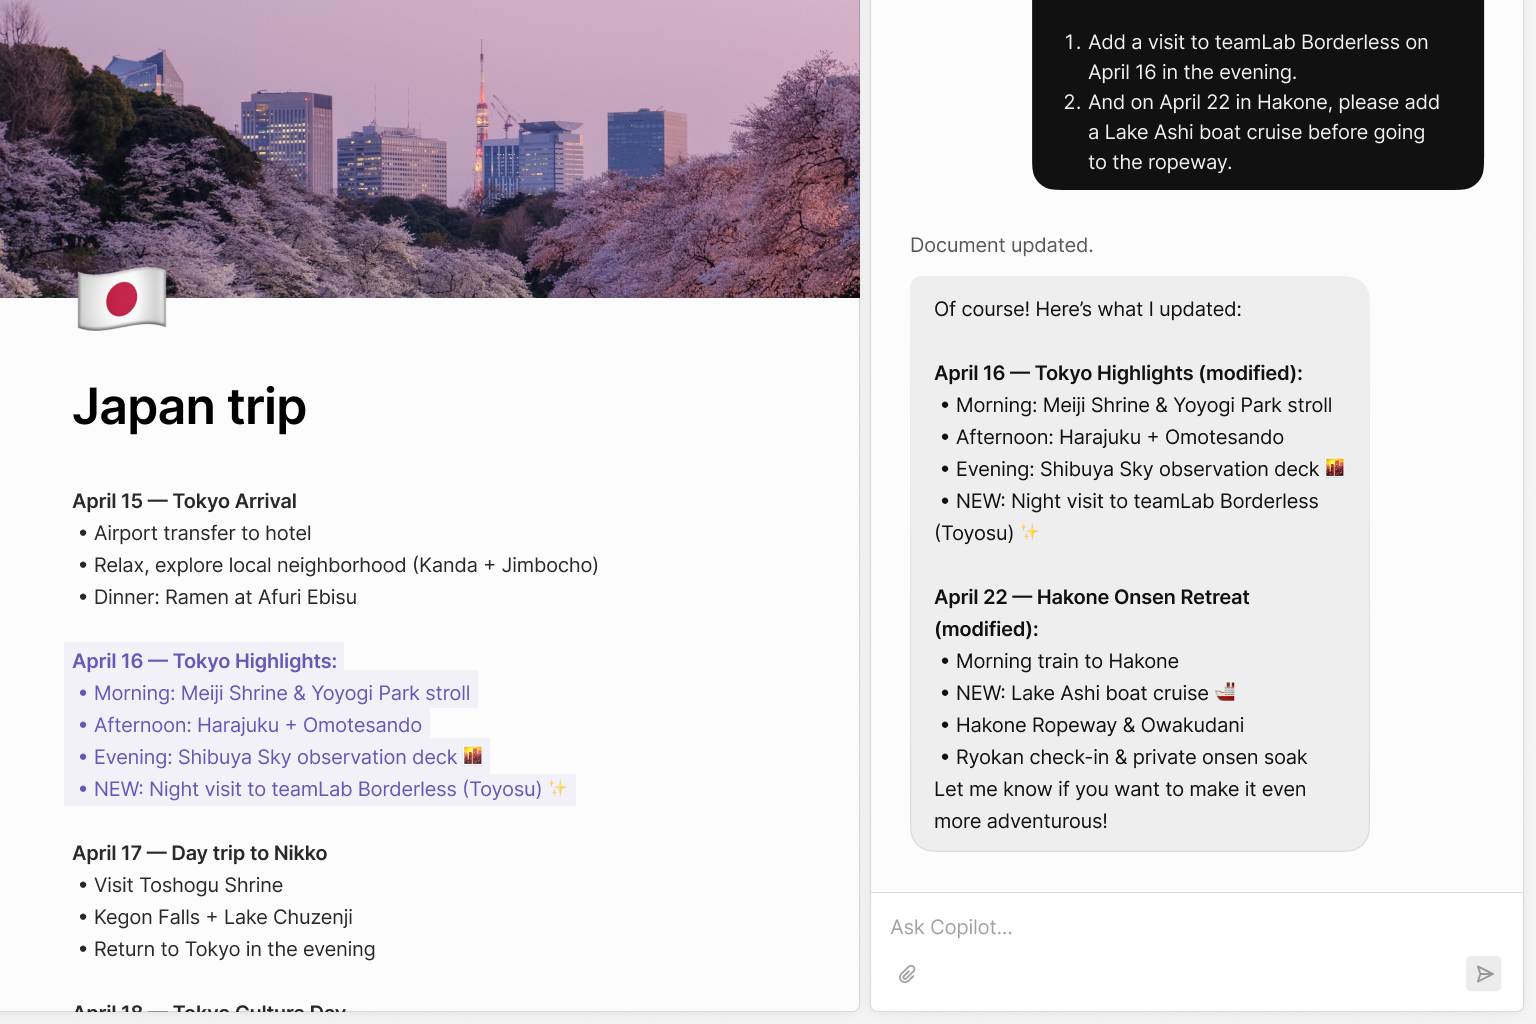 Japan trip
April 15 — Tokyo Arrival
• Airport transfer to hotel
• Relax, explore local neighborhood (Kanda + Jimbocho)
• Dinner: Ramen at Afuri Ebisu
April 16 — Tokyo Highlights:
• Morning: Meiji Shrine & Yoyogi Park stroll
• Afternoon: Harajuku + Omotesando
• Evening: Shibuya Sky observation deck 🌇
• NEW: Night visit to teamLab Borderless (Toyosu) ✨
April 17 — Day trip to Nikko
• Visit Toshogu Shrine
• Kegon Falls + Lake Chuzenji
• Return to Tokyo in the evening
April 18 — Tokyo Culture Day
1. Add a visit to teamLab Borderless on
April 16 in the evening.
2. And on April 22 in Hakone, please add
a Lake Ashi boat cruise before going
to the ropeway.
Document updated.
Of course! Here’s what I updated:
April 16 — Tokyo Highlights (modified):
• Morning: Meiji Shrine & Yoyogi Park stroll
• Afternoon: Harajuku + Omotesando
• Evening: Shibuya Sky observation deck 🌇
• NEW: Night visit to teamLab Borderless
(Toyosu) ✨
April 22 — Hakone Onsen Retreat
(modified):
• Morning train to Hakone
• NEW: Lake Ashi boat cruise 🚢
• Hakone Ropeway & Owakudani
• Ryokan check-in & private onsen soak
Let me know if you want to make it even
more adventurous!
Ask Copilot...